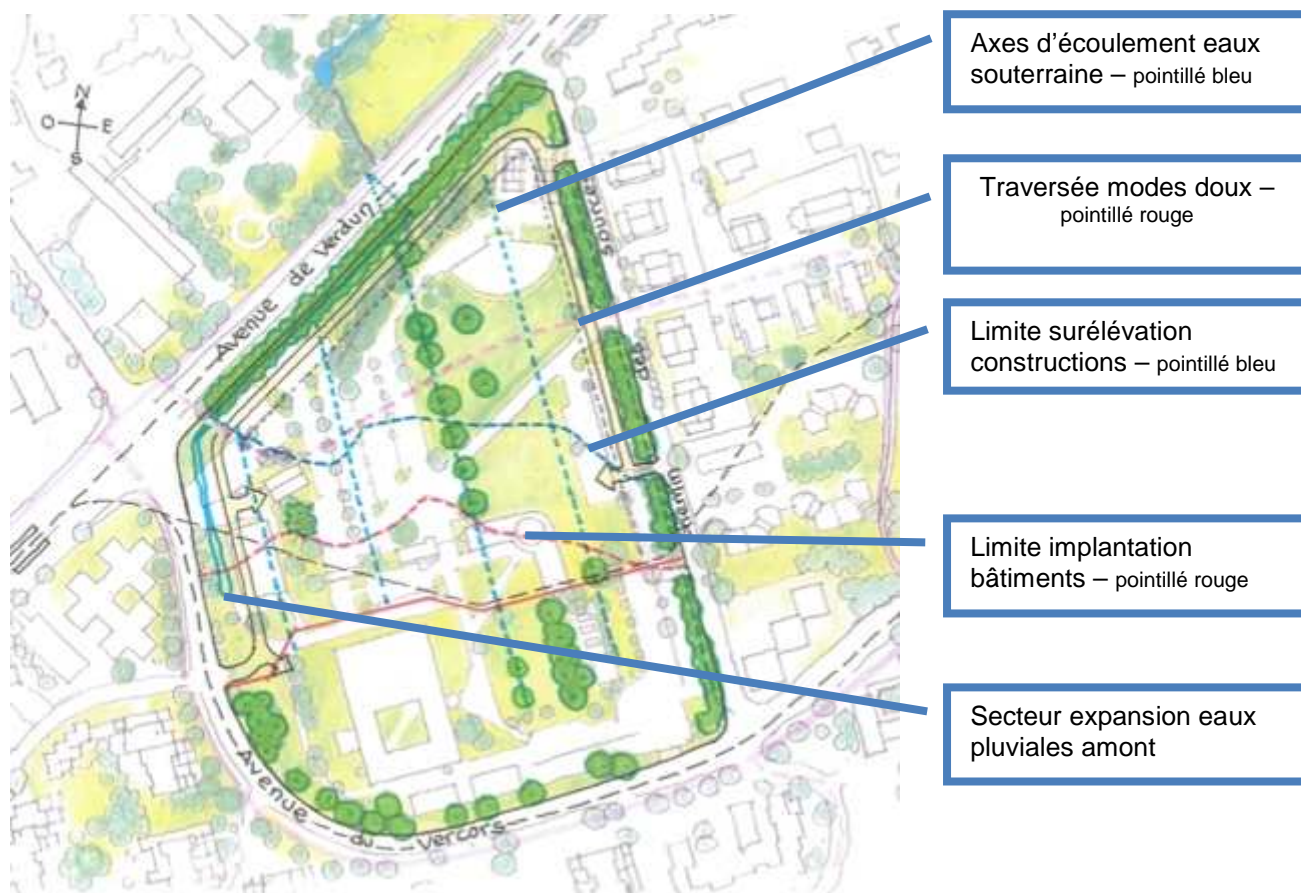 Axes d’écoulement eaux
souterraine – pointillé bleu
Traversée modes doux –
pointillé rouge
Limite surélévation
constructions – pointillé bleu
Limite implantation
bâtiments – pointillé rouge
Secteur expansion eaux
pluviales amont
N
O
E
S
Avenue de Verdun
Chemin des Sources
Avenue du Vercors